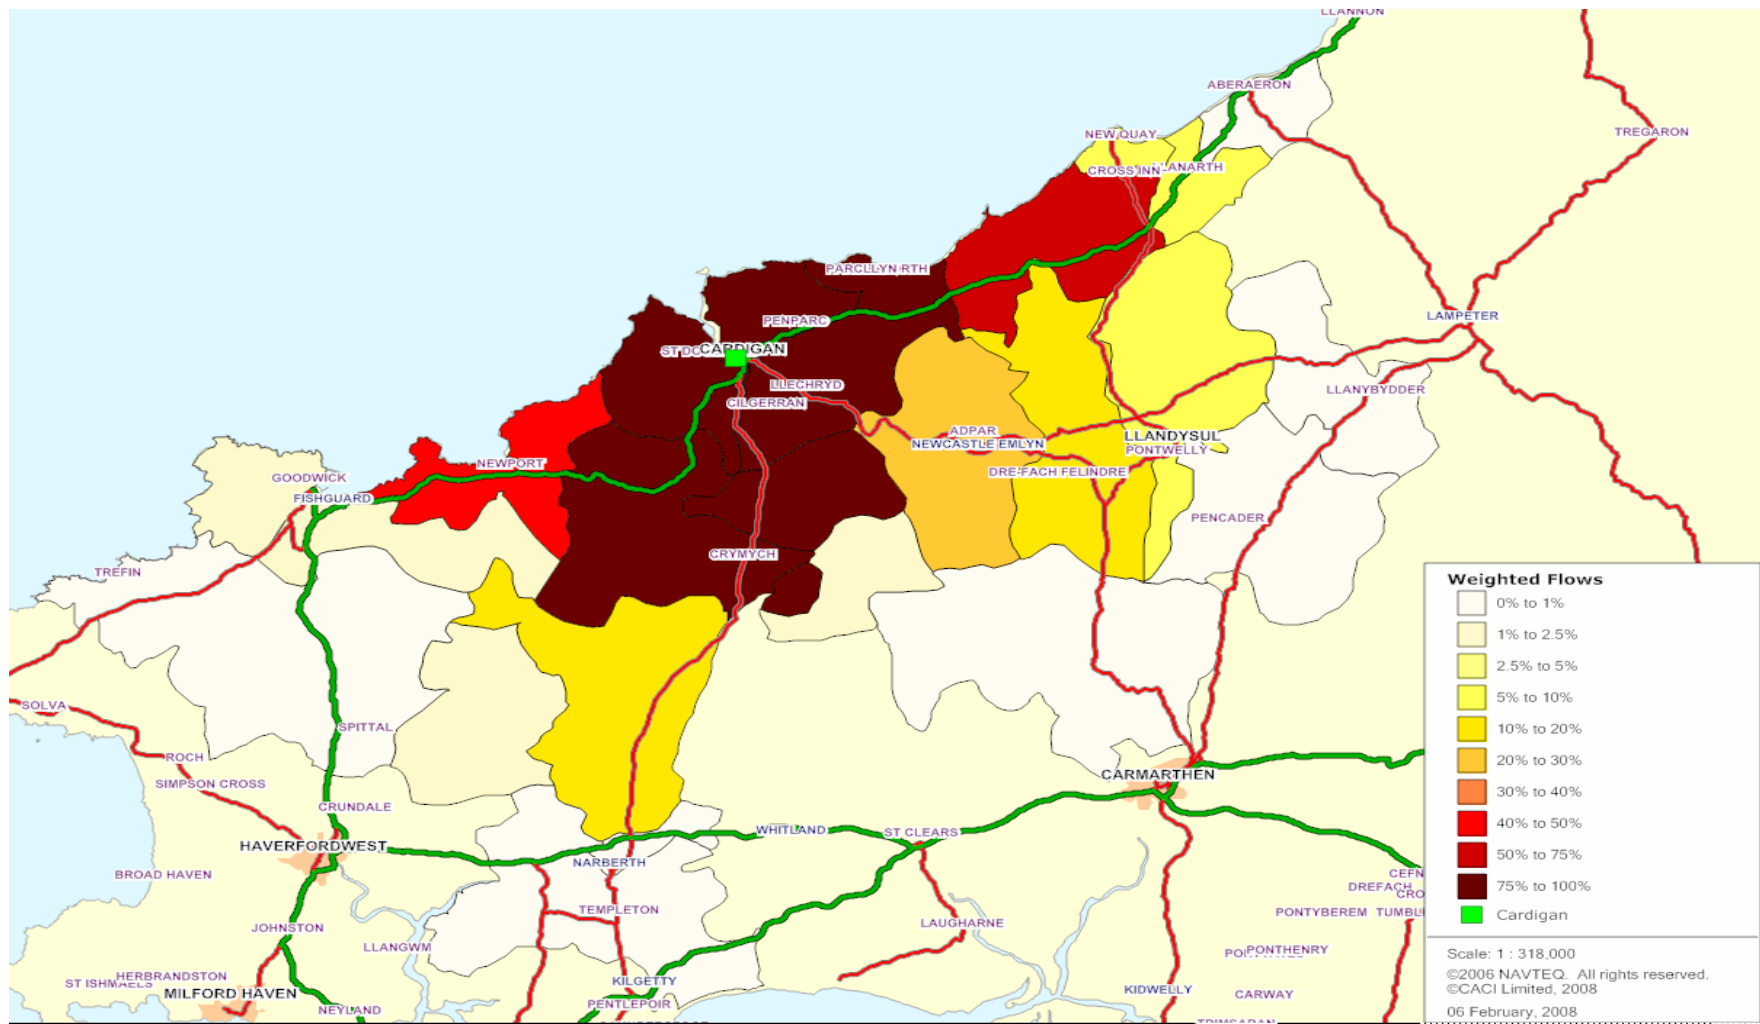 LLANNON
ABERAERON
NEW QUAY
TREGARON
CROSS INN
LLANARTH
PARCLLYN
PENPARC
LAMPETER
CARDIGAN
LLECHRYD
LLANYBYDDER
CILGERRAN
ADPAR
NEWCASTLE EMLYN
LLANDYSUL
PONTWELLY
NEWPORT
DRE-FACH FELINDRE
GOODWICK
FISHGUARD
PENCADER
CRYMYCH
TREFIN
SOLVA
SPITTAL
ROCH
SIMPSON CROSS
CARMARTHEN
CRUNDALE
WHITLAND
ST CLEARS
HAVERFORDWEST
NARBERTH
BROAD HAVEN
TEMPLETON
JOHNSTON
LAUGHARNE
LLANGWM
HERBRANDSTON
ST ISHMAELS
MILFORD HAVEN
KILGETTY
PENTLEPOIR
NEYLAND
KIDWELLY
CEFN
DREFACH
CRO
PONTYBEREM
TUMBL
PONTHENRY
CARWAY
TRIMSARAN
Weighted Flows
0% to 1%
1% to 2.5%
2.5% to 5%
5% to 10%
10% to 20%
20% to 30%
30% to 40%
40% to 50%
50% to 75%
75% to 100%
Cardigan
Scale: 1 : 318,000
©2006 NAVTEQ. All rights reserved.
©CACI Limited, 2008
06 February, 2008